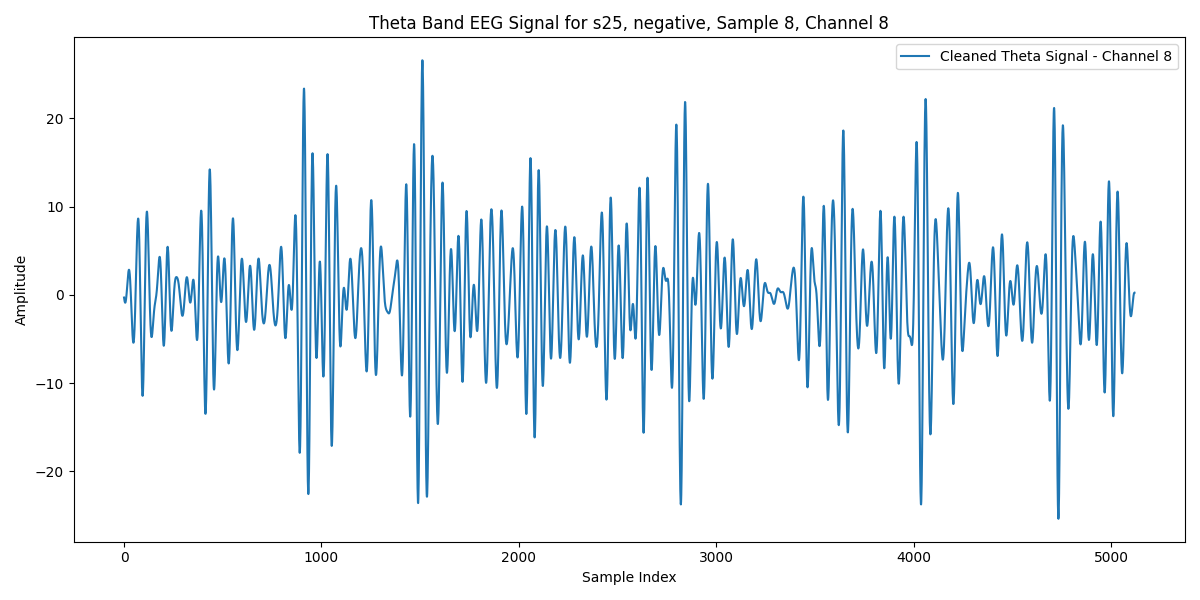 Theta Band EEG Signal for s25, negative, Sample 8, Channel 8
Cleaned Theta Signal - Channel 8
Amplitude
20
10
0
−10
−20
0
1000
2000
3000
4000
5000
Sample Index